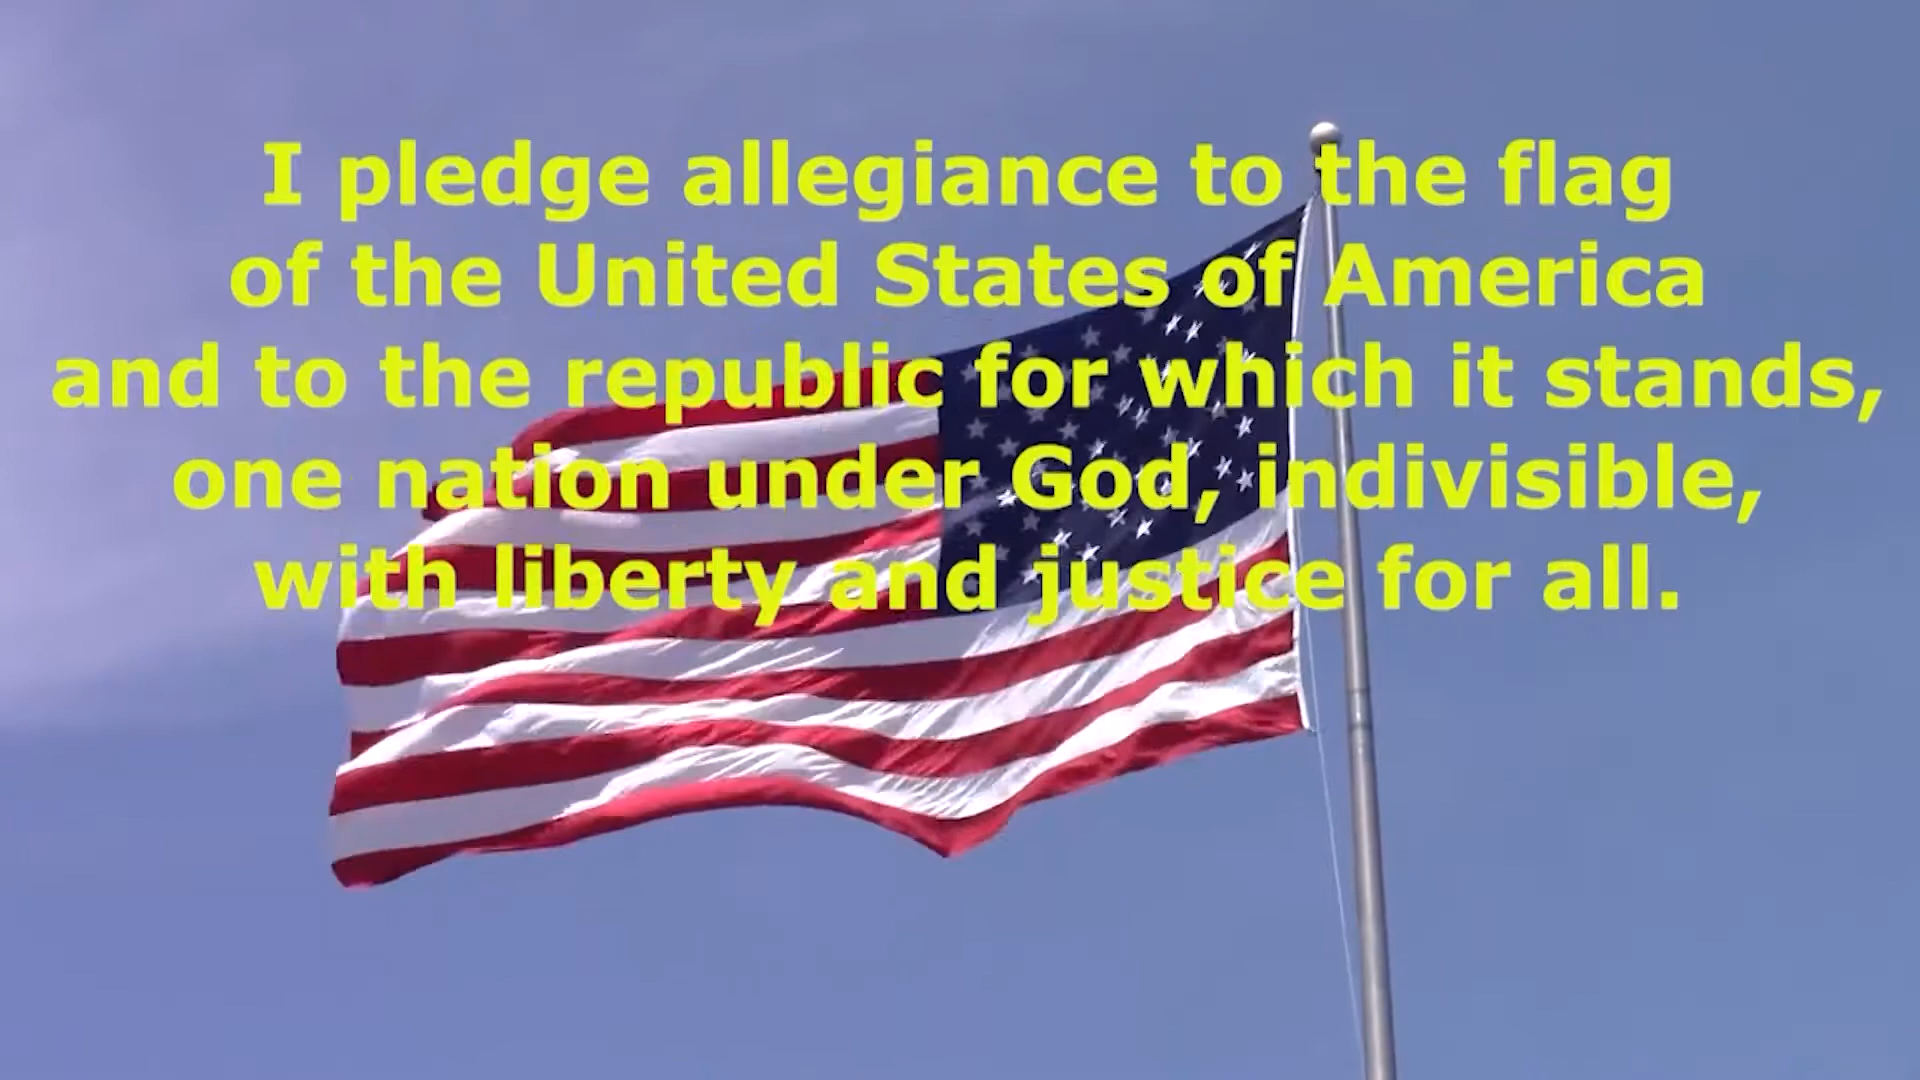 I pledge allegiance to the flag
of the United States of America
and to the republic for which it stands,
one nation under God, indivisible,
with liberty and justice for all.